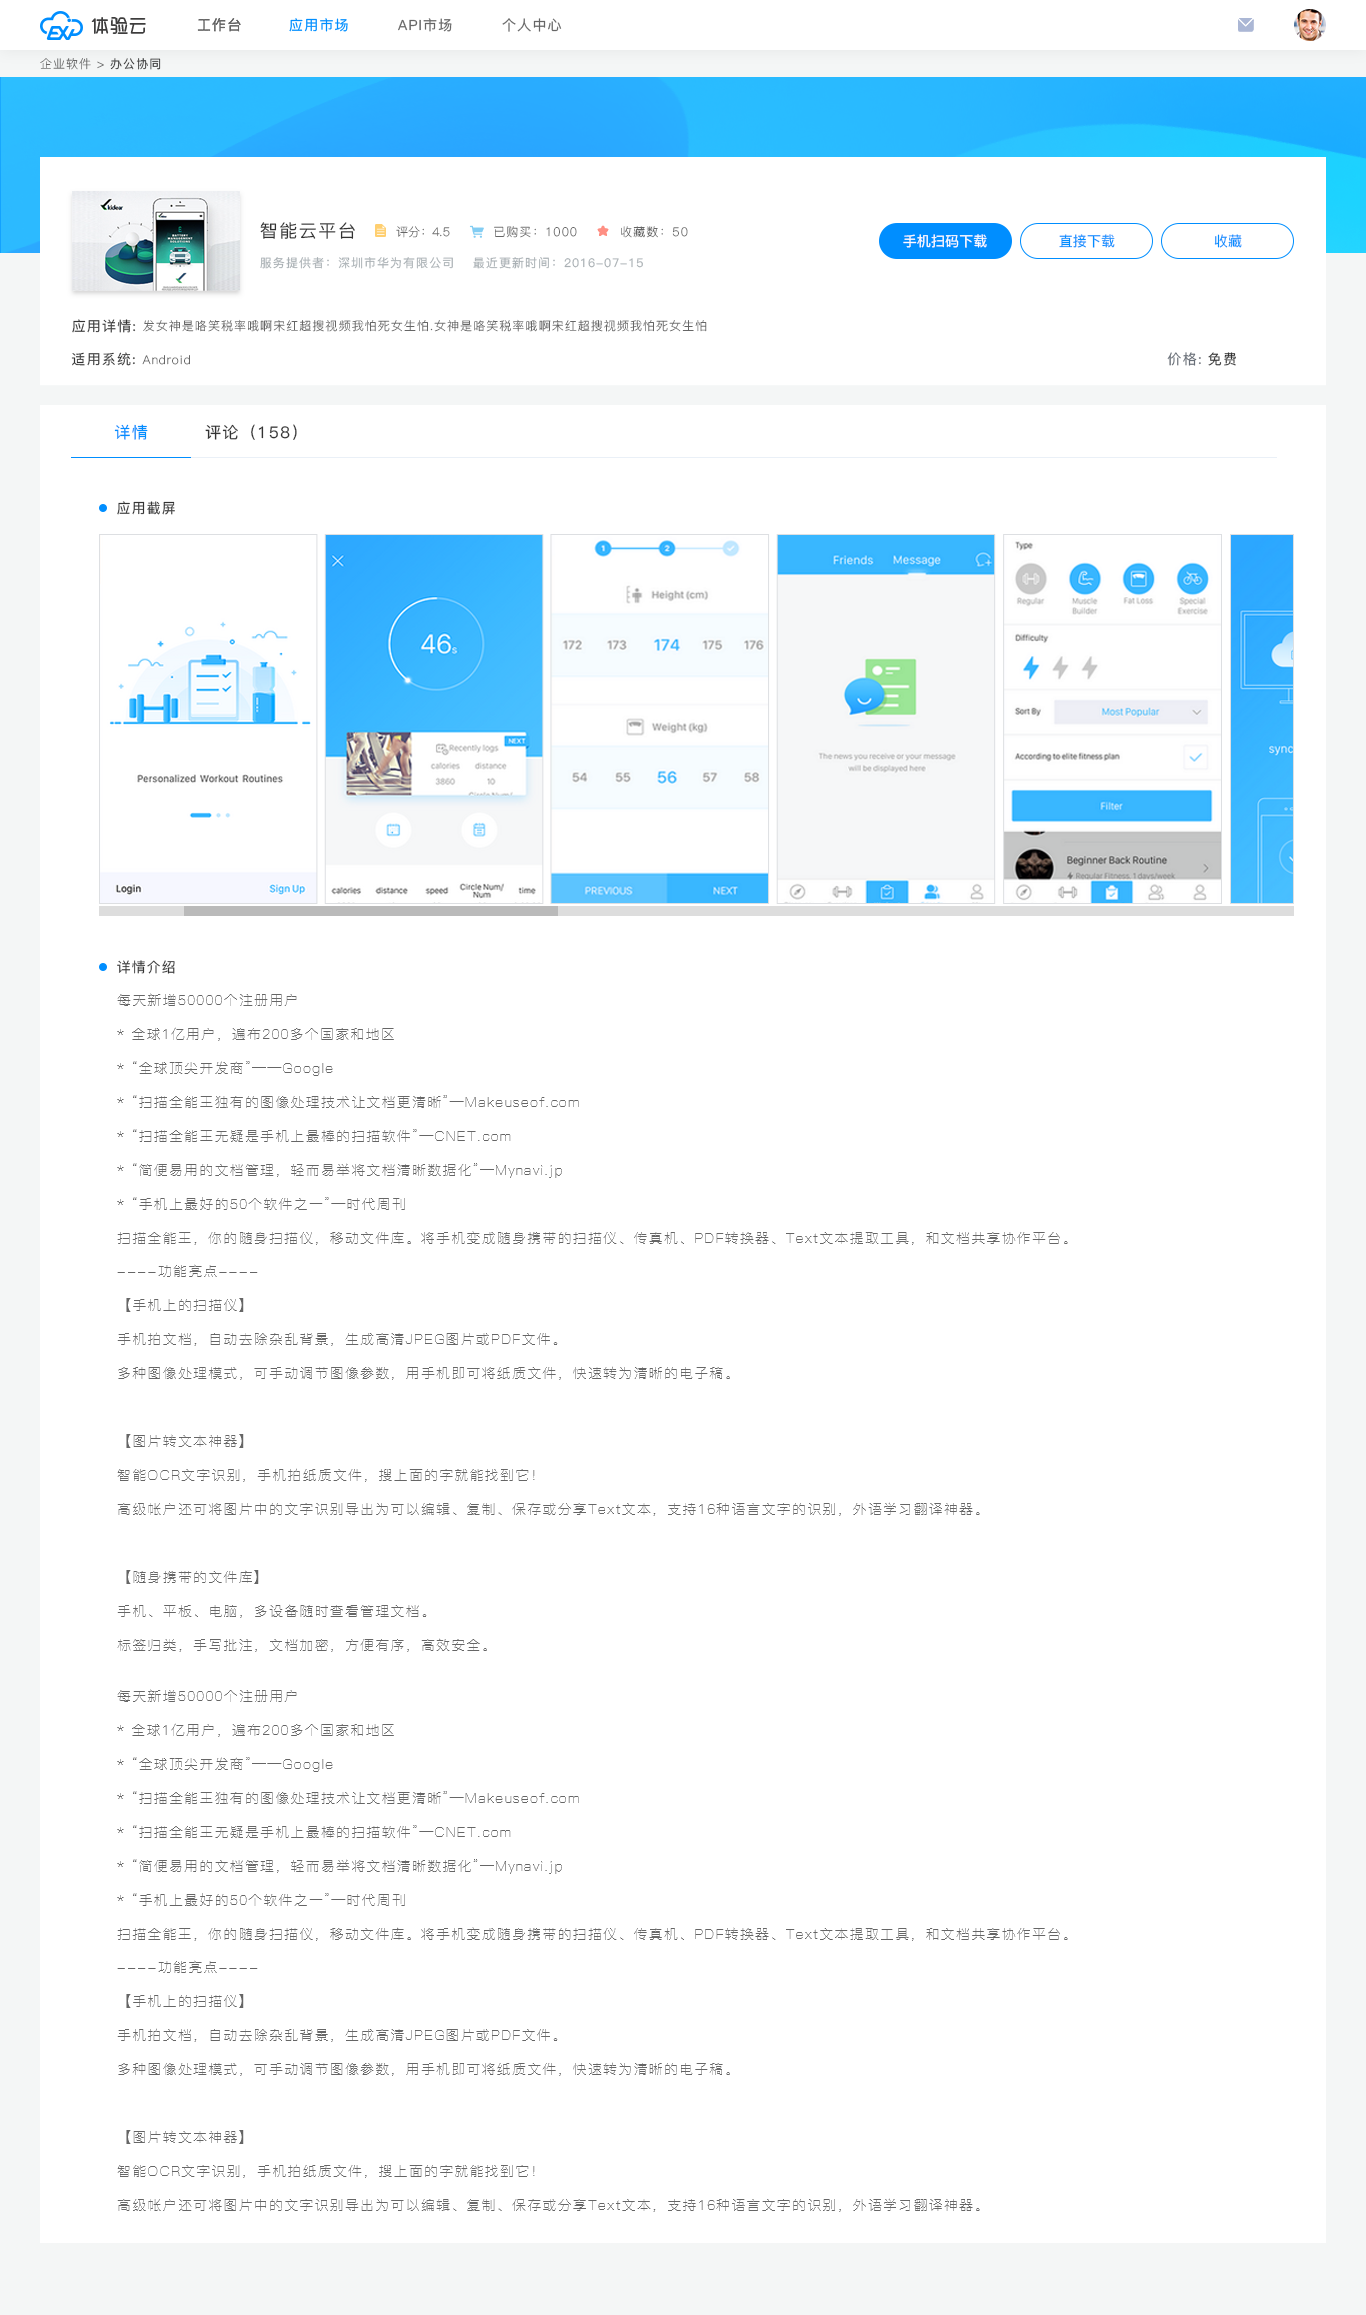 体验云 工作台 应用市场 API市场 个人中心
企业软件 > 办公协同
智能云平台 评分：4.5 已购买：1000 收藏数：50
手机扫码下载 直接下载 收藏
服务提供者：深圳市华为有限公司 最近更新时间：2016-07-15
应用详情: 发女神是咯笑税率哦啊宋红超搜视频我怕死女生怕.女神是咯笑税率哦啊宋红超搜视频我怕死女生怕
适用系统: Android
价格: 免费
详情 评论（158）
应用截屏
Personalized Workout Routines
Login Sign Up
46s
NEXT
Recently logs
calories distance
3860 10
Circle Num/
calories distance speed Circle Num/ Num time
1 2
Height (cm)
172 173 174 175 176
Weight (kg)
54 55 56 57 58
PREVIOUS NEXT
Friends Message
The news you receive or your message
will be displayed here
Type
Regular Muscle Builder Fat Loss Special Exercise
Difficulty
Sort By Most Popular
According to elite fitness plan
Filter
Beginner Back Routine
Regular Fitness, 1 days/week
sync
详情介绍
每天新增50000个注册用户
* 全球1亿用户，遍布200多个国家和地区
* “全球顶尖开发商”——Google
* “扫描全能王独有的图像处理技术让文档更清晰”—Makeuseof.com
* “扫描全能王无疑是手机上最棒的扫描软件”—CNET.com
* “简便易用的文档管理，轻而易举将文档清晰数据化”—Mynavi.jp
* “手机上最好的50个软件之一”—时代周刊
扫描全能王，你的随身扫描仪，移动文件库。将手机变成随身携带的扫描仪、传真机、PDF转换器、Text文本提取工具，和文档共享协作平台。
----功能亮点----
【手机上的扫描仪】
手机拍文档，自动去除杂乱背景，生成高清JPEG图片或PDF文件。
多种图像处理模式，可手动调节图像参数，用手机即可将纸质文件，快速转为清晰的电子稿。
【图片转文本神器】
智能OCR文字识别，手机拍纸质文件，搜上面的字就能找到它！
高级帐户还可将图片中的文字识别导出为可以编辑、复制、保存或分享Text文本，支持16种语言文字的识别，外语学习翻译神器。
【随身携带的文件库】
手机、平板、电脑，多设备随时查看管理文档。
标签归类，手写批注，文档加密，方便有序，高效安全。
每天新增50000个注册用户
* 全球1亿用户，遍布200多个国家和地区
* “全球顶尖开发商”——Google
* “扫描全能王独有的图像处理技术让文档更清晰”—Makeuseof.com
* “扫描全能王无疑是手机上最棒的扫描软件”—CNET.com
* “简便易用的文档管理，轻而易举将文档清晰数据化”—Mynavi.jp
* “手机上最好的50个软件之一”—时代周刊
扫描全能王，你的随身扫描仪，移动文件库。将手机变成随身携带的扫描仪、传真机、PDF转换器、Text文本提取工具，和文档共享协作平台。
----功能亮点----
【手机上的扫描仪】
手机拍文档，自动去除杂乱背景，生成高清JPEG图片或PDF文件。
多种图像处理模式，可手动调节图像参数，用手机即可将纸质文件，快速转为清晰的电子稿。
【图片转文本神器】
智能OCR文字识别，手机拍纸质文件，搜上面的字就能找到它！
高级帐户还可将图片中的文字识别导出为可以编辑、复制、保存或分享Text文本，支持16种语言文字的识别，外语学习翻译神器。